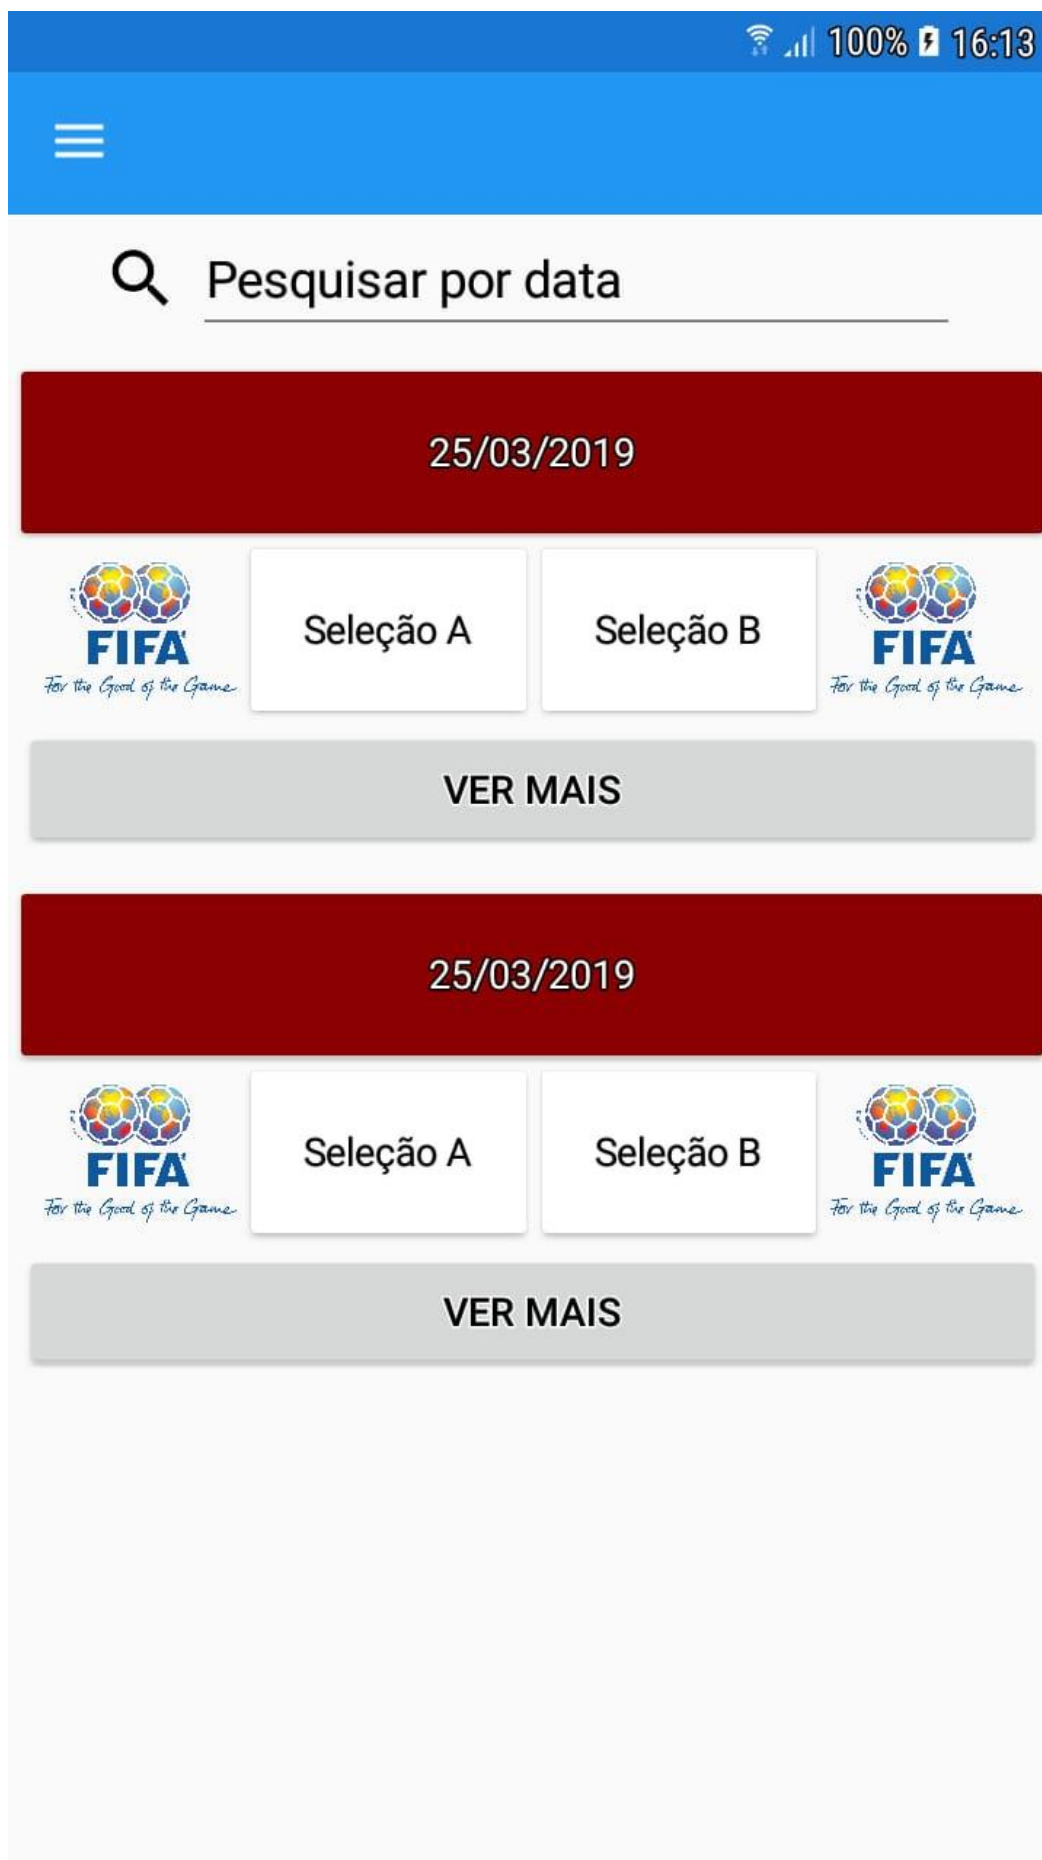 100% 16:13
Pesquisar por data
25/03/2019
FIFA
For the Good of the Game
Seleção A
Seleção B
FIFA
For the Good of the Game
VER MAIS
25/03/2019
FIFA
For the Good of the Game
Seleção A
Seleção B
FIFA
For the Good of the Game
VER MAIS